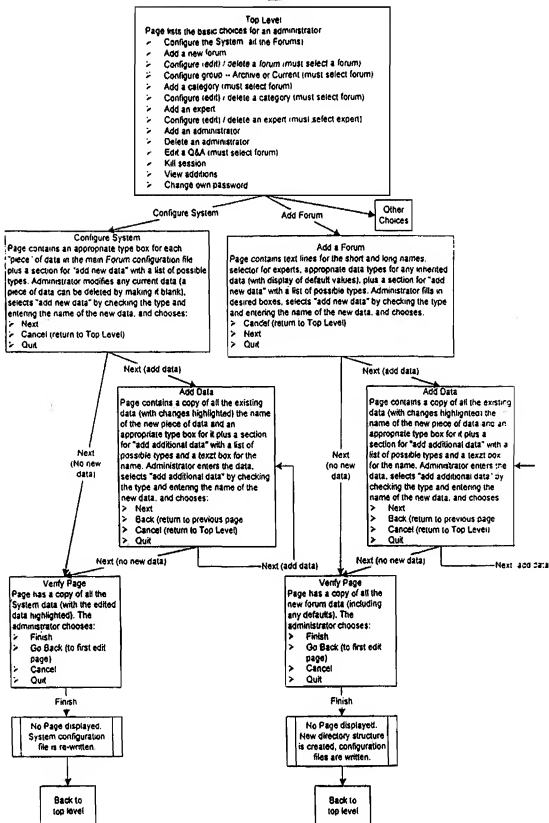 Top Level
Page lists the basic choices for an administrator
> Configure the System (all the Forums)
> Add a new forum
> Configure (edit) / delete a forum (must select a forum)
> Configure group -- Archive or Current (must select forum)
> Add a category (must select forum)
> Configure (edit) / delete a category (must select forum)
> Add an expert
> Configure (edit) / delete an expert (must select expert)
> Add an administrator
> Delete an administrator
> Edit a Q&A (must select forum)
> Kill session
> View additions
> Change own password
Configure System
Add Forum
Other
Choices
Configure System
Page contains an appropriate type box for each
"piece" of data in the main Forum configuration file
plus a section for "add new data" with a list of possible
types. Administrator modifies any current data (a
piece of data can be deleted by making it blank),
selects "add new data" by checking the type and
entering the name of the new data, and chooses:
> Next
> Cancel (return to Top Level)
> Quit
Add a Forum
Page contains text lines for the short and long names,
selector for experts, appropriate data types for any inherited
data (with display of default values), plus a section for "add
new data" with a list of possible types. Administrator fills in
desired boxes, selects "add new data" by checking the type
and entering the name of the new data, and chooses.
> Cancel (return to Top Level)
> Next
> Quit
Next (add data)
Next (add data)
Add Data
Page contains a copy of all the existing
data (with changes highlighted) the name
of the new piece of data and an
appropriate type box for it plus a section
for "add additional data" with a list of
possible types and a texzt box for the
name. Administrator enters the data,
selects "add additional data" by checking
the type and entering the name of the
new data, and chooses:
> Next
> Back (return to previous page
> Cancel (return to Top Level)
> Quit
Add Data
Page contains a copy of all the existing
data (with changes highlighted) the name
of the new piece of data and an
appropriate type box for it plus a
section for "add additional data" with a
list of possible types and a texzt box
for the name. Administrator enters the
data, selects "add additional data" by
checking the type and entering the
name of the new data, and chooses
> Next
> Back (return to previous page
> Cancel (return to Top Level)
> Quit
Next
(No new
data)
Next
(no new
data)
Next (no new data)
Next (add data)
Next (no new data)
Next add data
Verify Page
Page has a copy of all the
System data (with the edited
data highlighted). The
administrator chooses:
> Finish
> Go Back (to first edit
page)
> Cancel
> Quit
Verify Page
Page has a copy of all the
new forum data (including
any defaults). The
administrator chooses:
> Finish
> Go Back (to first edit
page)
> Cancel
> Quit
Finish
Finish
No Page displayed.
System configuration
file is re-written.
No Page displayed.
New directory structure
is created, configuration
files are written.
Back to
top level
Back to
top level